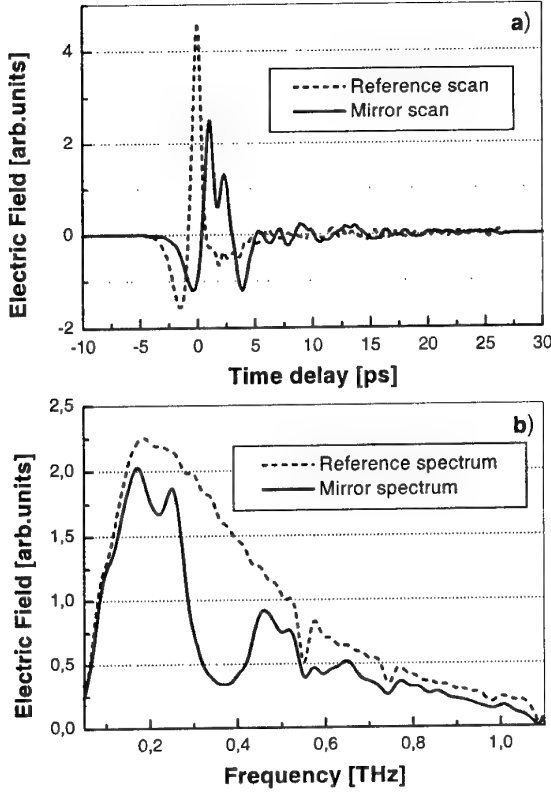 a)
Electric Field [arb.units]
4
2
0
-2
Reference scan
Mirror scan
-10 -5 0 5 10 15 20 25 30
Time delay [ps]
b)
Electric Field [arb.units]
2,5
2,0
1,5
1,0
0,5
0,0
Reference spectrum
Mirror spectrum
0,2 0,4 0,6 0,8 1,0
Frequency [THz]